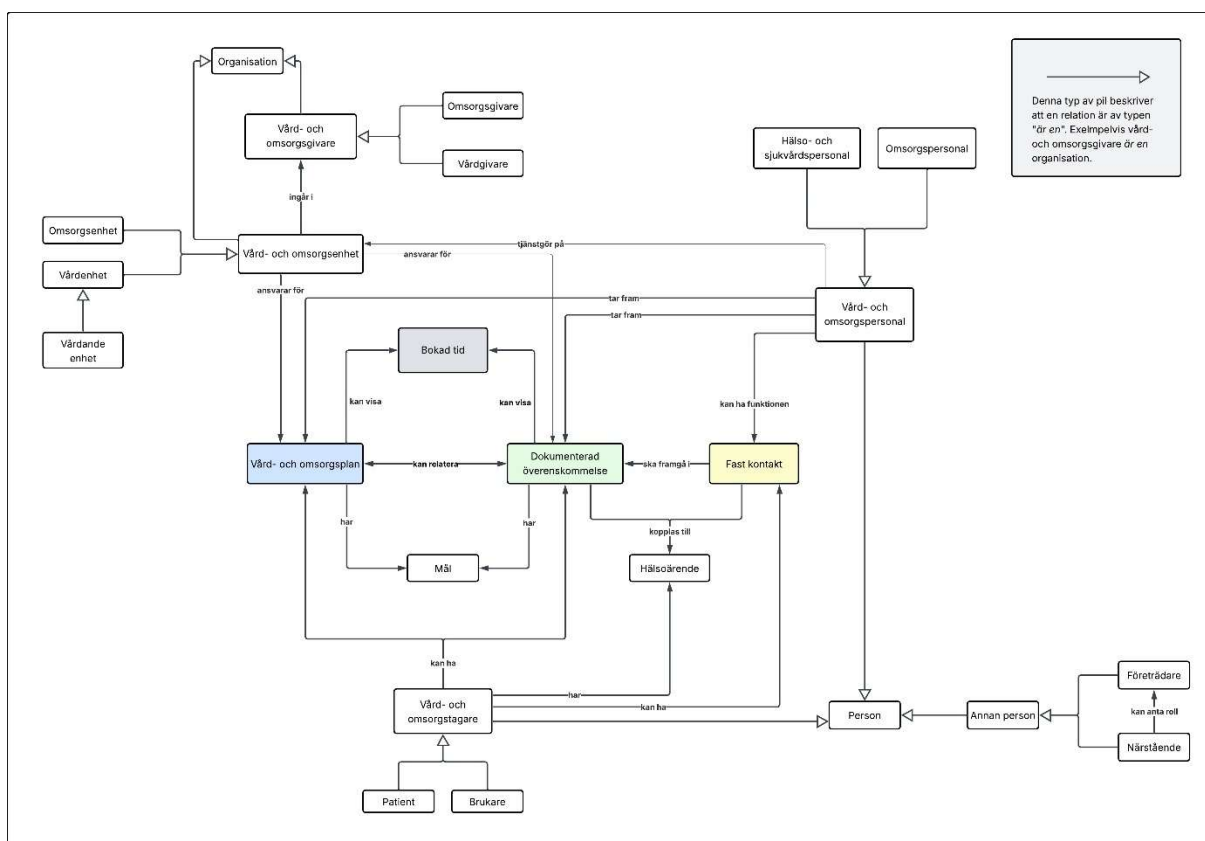 Organisation
Omsorgsgivare
Vård- och
omsorgsgivare
Vårdgivare
Hälso- och
sjukvårdspersonal
Omsorgspersonal
Denna typ av pil beskriver
att en relation är av typen
"är en". Exelmpelvis vård-
och omsorgsgivare är en
organisation.
ingår i
Omsorgsenhet
Vård- och omsorgsenhet
tjänstgör på
ansvarar för
Vårdenhet
ansvarar för
Vårdande
enhet
tar fram
tar fram
Vård- och
omsorgspersonal
Bokad tid
kan visa
kan visa
kan ha funktionen
Vård- och omsorgsplan
kan relatera
Dokumenterad
överenskommelse
ska framgå i
Fast kontakt
har
har
kopplas till
Mål
Hälsoärende
kan ha
Vård- och
omsorgstagare
har
kan ha
Person
Annan person
Företrädare
kan anta roll
Närstående
Patient
Brukare